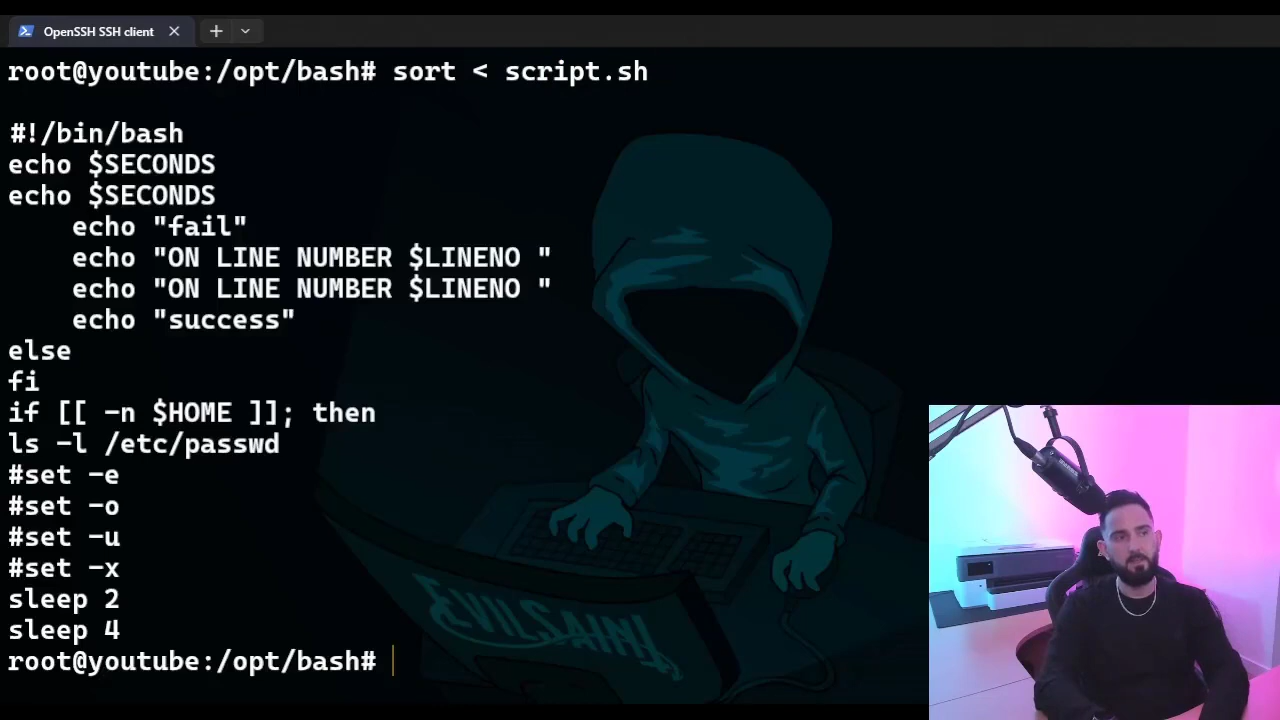 OpenSSH SSH client
root@youtube:/opt/bash# sort < script.sh
#!/bin/bash
echo $SECONDS
echo $SECONDS
    echo "fail"
    echo "ON LINE NUMBER $LINENO "
    echo "ON LINE NUMBER $LINENO "
    echo "success"
else
fi
if [[ -n $HOME ]]; then
ls -l /etc/passwd
#set -e
#set -o
#set -u
#set -x
sleep 2
sleep 4
root@youtube:/opt/bash#
EVILSAINT